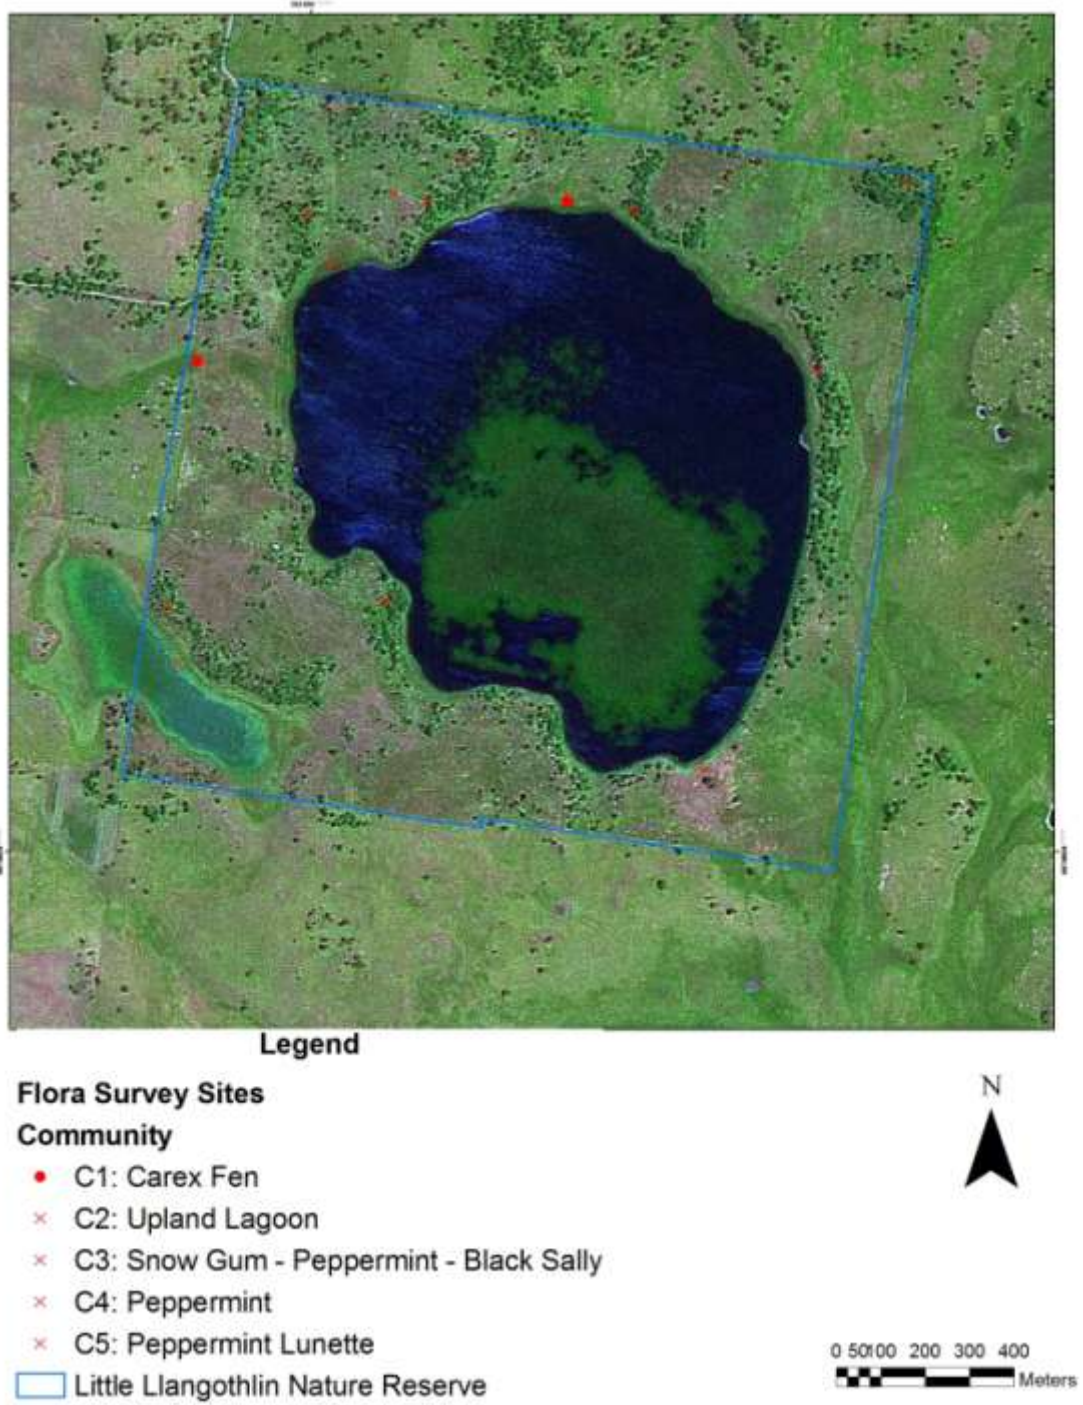 Legend
Flora Survey Sites
Community
C1: Carex Fen
C2: Upland Lagoon
C3: Snow Gum - Peppermint - Black Sally
C4: Peppermint
C5: Peppermint Lunette
Little Llangothlin Nature Reserve
N
0 50100 200 300 400
Meters